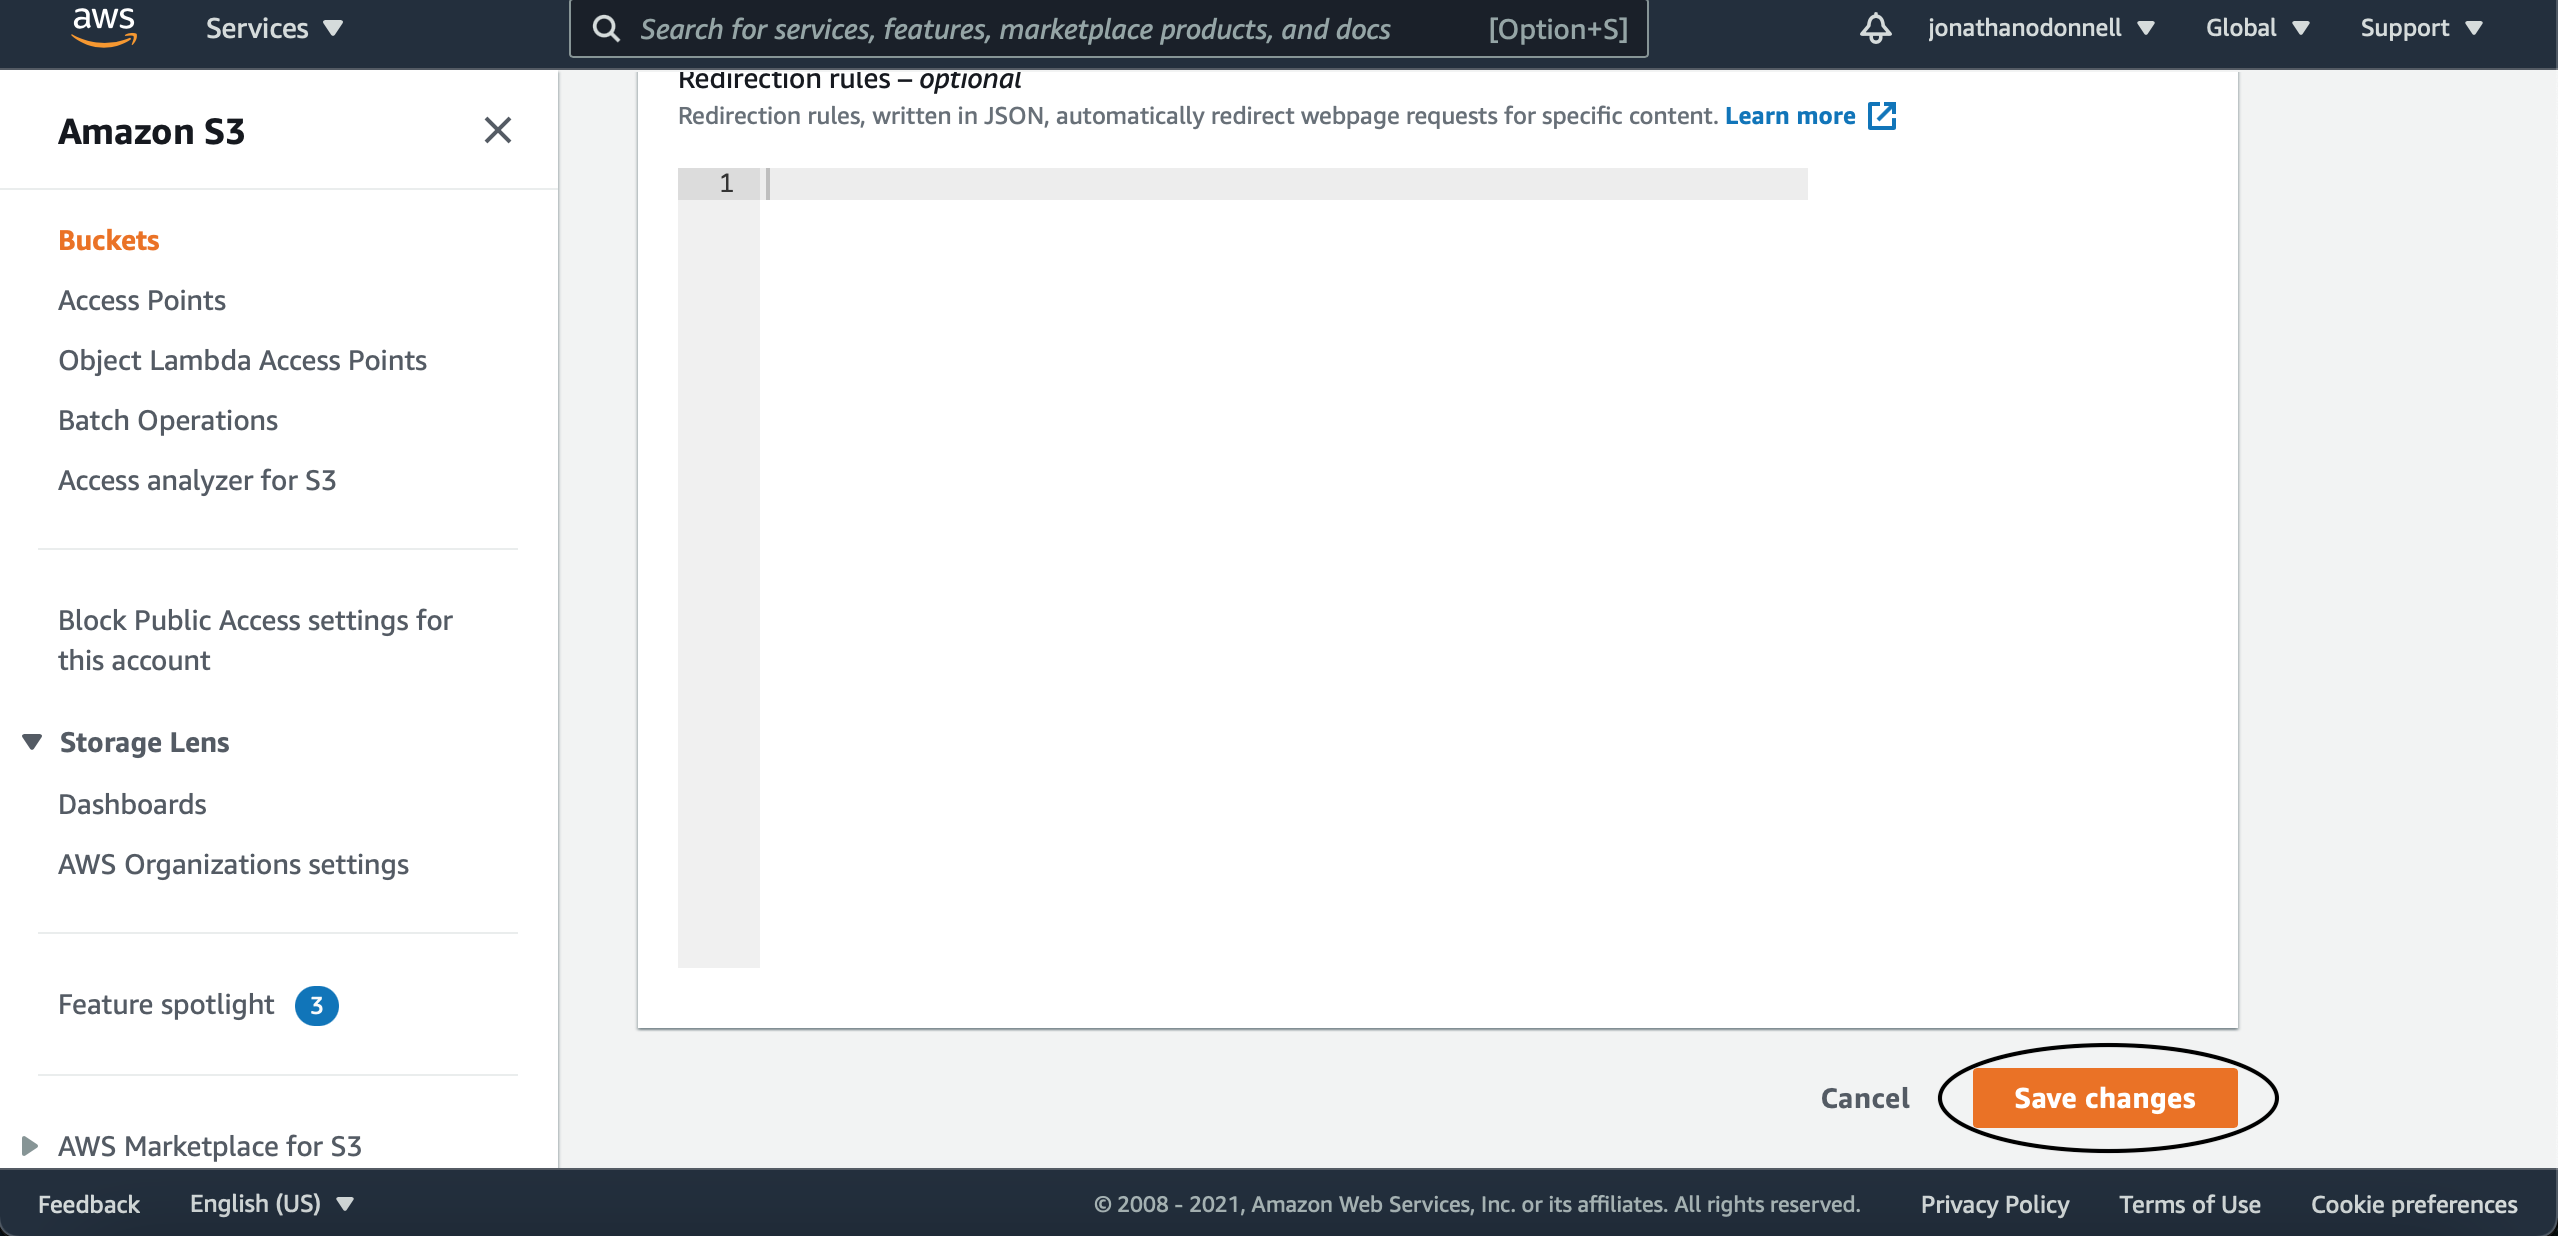 aws
Services
Search for services, features, marketplace products, and docs [Option+S]
jonathanodonnell
Global
Support
Amazon S3
Buckets
Access Points
Object Lambda Access Points
Batch Operations
Access analyzer for S3
Block Public Access settings for
this account
Storage Lens
Dashboards
AWS Organizations settings
Feature spotlight 3
AWS Marketplace for S3
Redirection rules – optional
Redirection rules, written in JSON, automatically redirect webpage requests for specific content. Learn more
1
Cancel
Save changes
Feedback
English (US)
© 2008 - 2021, Amazon Web Services, Inc. or its affiliates. All rights reserved.
Privacy Policy
Terms of Use
Cookie preferences